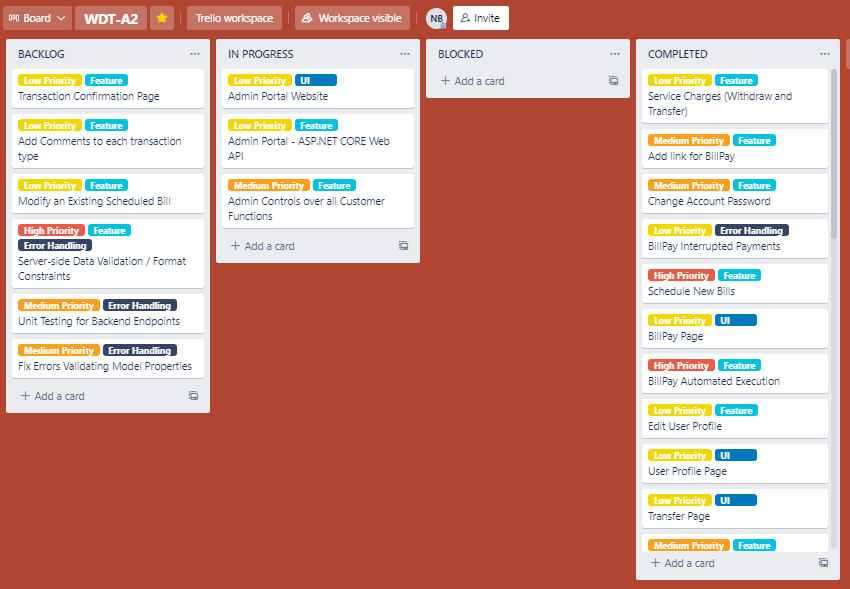 Board
WDT-A2
Trello workspace
Workspace visible
NB
Invite
BACKLOG
Low Priority Feature
Transaction Confirmation Page
Low Priority Feature
Add Comments to each transaction
type
Low Priority Feature
Modify an Existing Scheduled Bill
High Priority Feature
Error Handling
Server-side Data Validation / Format
Constraints
Medium Priority Error Handling
Unit Testing for Backend Endpoints
Medium Priority Error Handling
Fix Errors Validating Model Properties
+ Add a card
IN PROGRESS
Low Priority UI
Admin Portal Website
Low Priority Feature
Admin Portal - ASP.NET CORE Web
API
Medium Priority Feature
Admin Controls over all Customer
Functions
+ Add a card
BLOCKED
+ Add a card
COMPLETED
Low Priority Feature
Service Charges (Withdraw and
Transfer)
Medium Priority Feature
Add link for BillPay
Medium Priority Feature
Change Account Password
Low Priority Error Handling
BillPay Interrupted Payments
High Priority Feature
Schedule New Bills
Low Priority UI
BillPay Page
High Priority Feature
BillPay Automated Execution
Low Priority Feature
Edit User Profile
Low Priority UI
User Profile Page
Low Priority UI
Transfer Page
Medium Priority Feature
+ Add a card